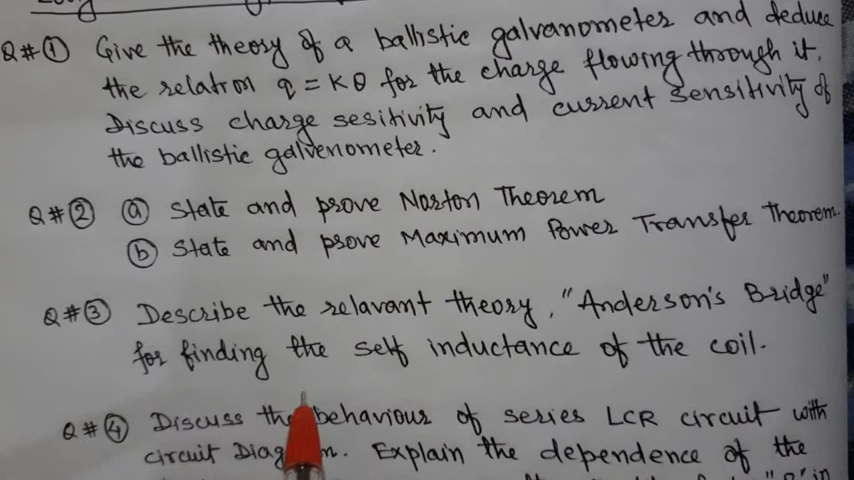 Q#① Give the theory of a ballistic galvanometer and deduce
the relation q = Kθ for the charge flowing through it.
Discuss charge sesitivity and current sensitivity of
the ballistic galvenometer.
Q#② ⓐ State and prove Norton Theorem
ⓑ State and prove Maximum Power Transfer Theorem.
Q#③ Describe the relavant theory, "Anderson's Bridge"
for finding the self inductance of the coil.
Q#④ Discuss the behaviour of series LCR circuit with
circuit Explain the dependence of the